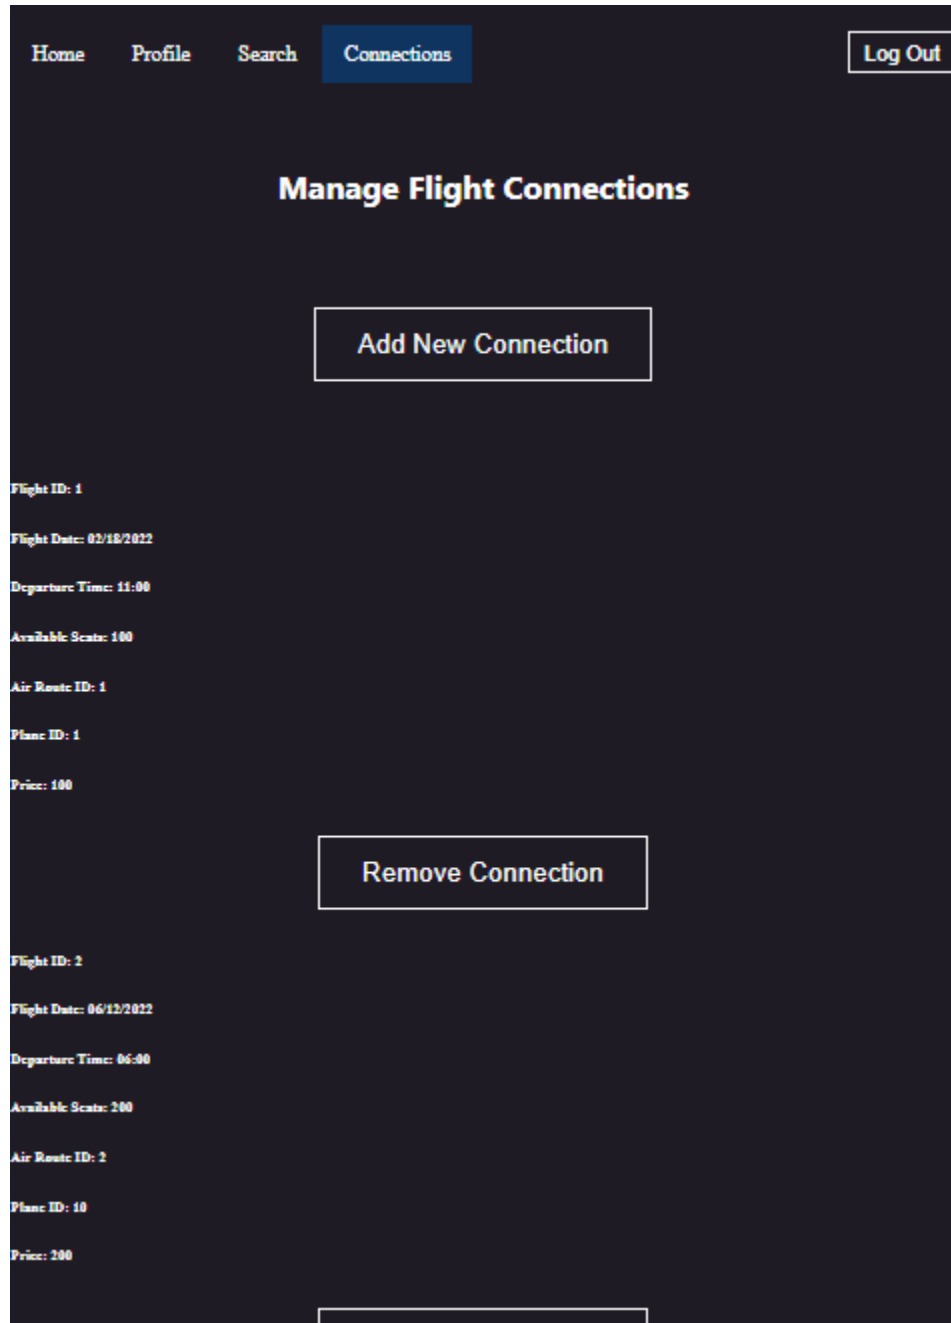 Home Profile Search Connections Log Out
Manage Flight Connections
Add New Connection
Flight ID: 1
Flight Date: 02/18/2022
Departure Time: 11:00
Available Seats: 100
Air Route ID: 1
Plane ID: 1
Price: 100
Remove Connection
Flight ID: 2
Flight Date: 06/12/2022
Departure Time: 06:00
Available Seats: 200
Air Route ID: 2
Plane ID: 10
Price: 200